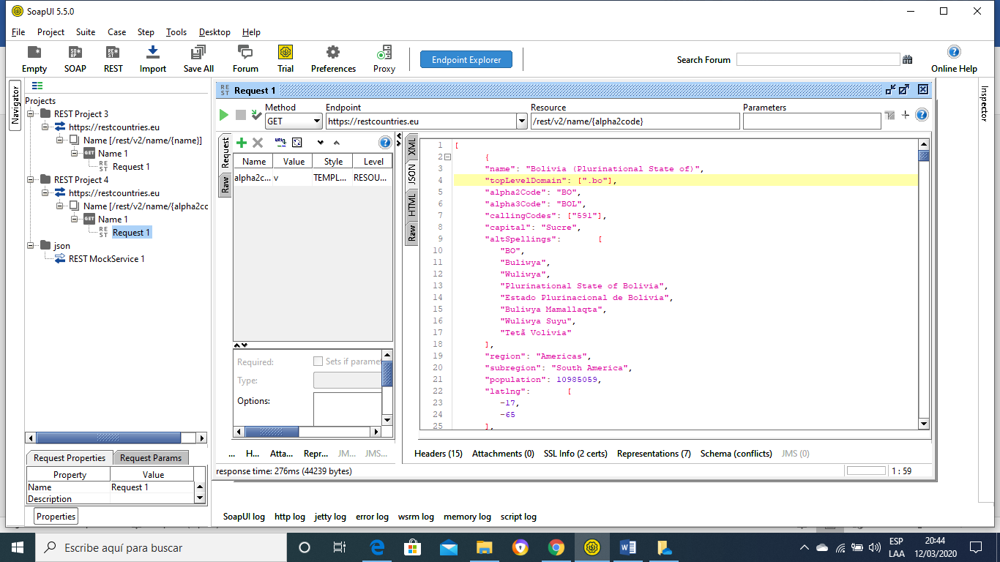 SoapUI 5.5.0
File Project Suite Case Step Tools Desktop Help
Empty SOAP REST Import Save All Forum Trial Preferences Proxy Endpoint Explorer Search Forum Online Help
Navigator
Projects
REST Project 3
https://restcountries.eu
Name [/rest/v2/name/{name}]
GET Name 1
REST Request 1
REST Project 4
https://restcountries.eu
Name [/rest/v2/name/{alpha2cc
GET Name 1
REST Request 1
json
REST MockService 1
Request Properties Request Params
Property Value
Name Request 1
Description
Properties
REST Request 1
Method Endpoint Resource Parameters
GET https://restcountries.eu /rest/v2/name/{alpha2code}
Request
Raw
Name Value Style Level
alpha2c... v TEMPL... RESOU...
Required: Sets if parame
Type:
Options:
... H... Atta... Repr... JM... JMS...
XML
JSON
HTML
Raw
1 [
2 {
3 "name": "Bolivia (Plurinational State of)",
4 "topLevelDomain": [".bo"],
5 "alpha2Code": "BO",
6 "alpha3Code": "BOL",
7 "callingCodes": ["591"],
8 "capital": "Sucre",
9 "altSpellings": [
10 "BO",
11 "Buliwya",
12 "Wuliwya",
13 "Plurinational State of Bolivia",
14 "Estado Plurinacional de Bolivia",
15 "Buliwya Mamallaqta",
16 "Wuliwya Suyu",
17 "Tetã Volívia"
18 ],
19 "region": "Americas",
20 "subregion": "South America",
21 "population": 10985059,
22 "latlng": [
23 -17,
24 -65
25 ],
Headers (15) Attachments (0) SSL Info (2 certs) Representations (7) Schema (conflicts) JMS (0)
response time: 276ms (44239 bytes) 1 : 59
Inspector
SoapUI log http log jetty log error log wsrm log memory log script log
Escribe aquí para buscar
ESP
LAA
20:44
12/03/2020